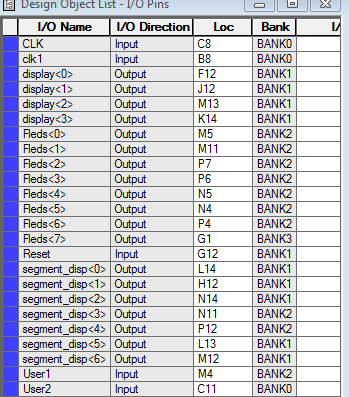 Design Object List - I/O Pins
I/O Name I/O Direction Loc Bank I/
CLK Input C8 BANK0
clk1 Input B8 BANK0
display<0> Output F12 BANK1
display<1> Output J12 BANK1
display<2> Output M13 BANK1
display<3> Output K14 BANK1
Fleds<0> Output M5 BANK2
Fleds<1> Output M11 BANK2
Fleds<2> Output P7 BANK2
Fleds<3> Output P6 BANK2
Fleds<4> Output N5 BANK2
Fleds<5> Output N4 BANK2
Fleds<6> Output P4 BANK2
Fleds<7> Output G1 BANK3
Reset Input G12 BANK1
segment_disp<0> Output L14 BANK1
segment_disp<1> Output H12 BANK1
segment_disp<2> Output N14 BANK1
segment_disp<3> Output N11 BANK2
segment_disp<4> Output P12 BANK2
segment_disp<5> Output L13 BANK1
segment_disp<6> Output M12 BANK1
User1 Input M4 BANK2
User2 Input C11 BANK0